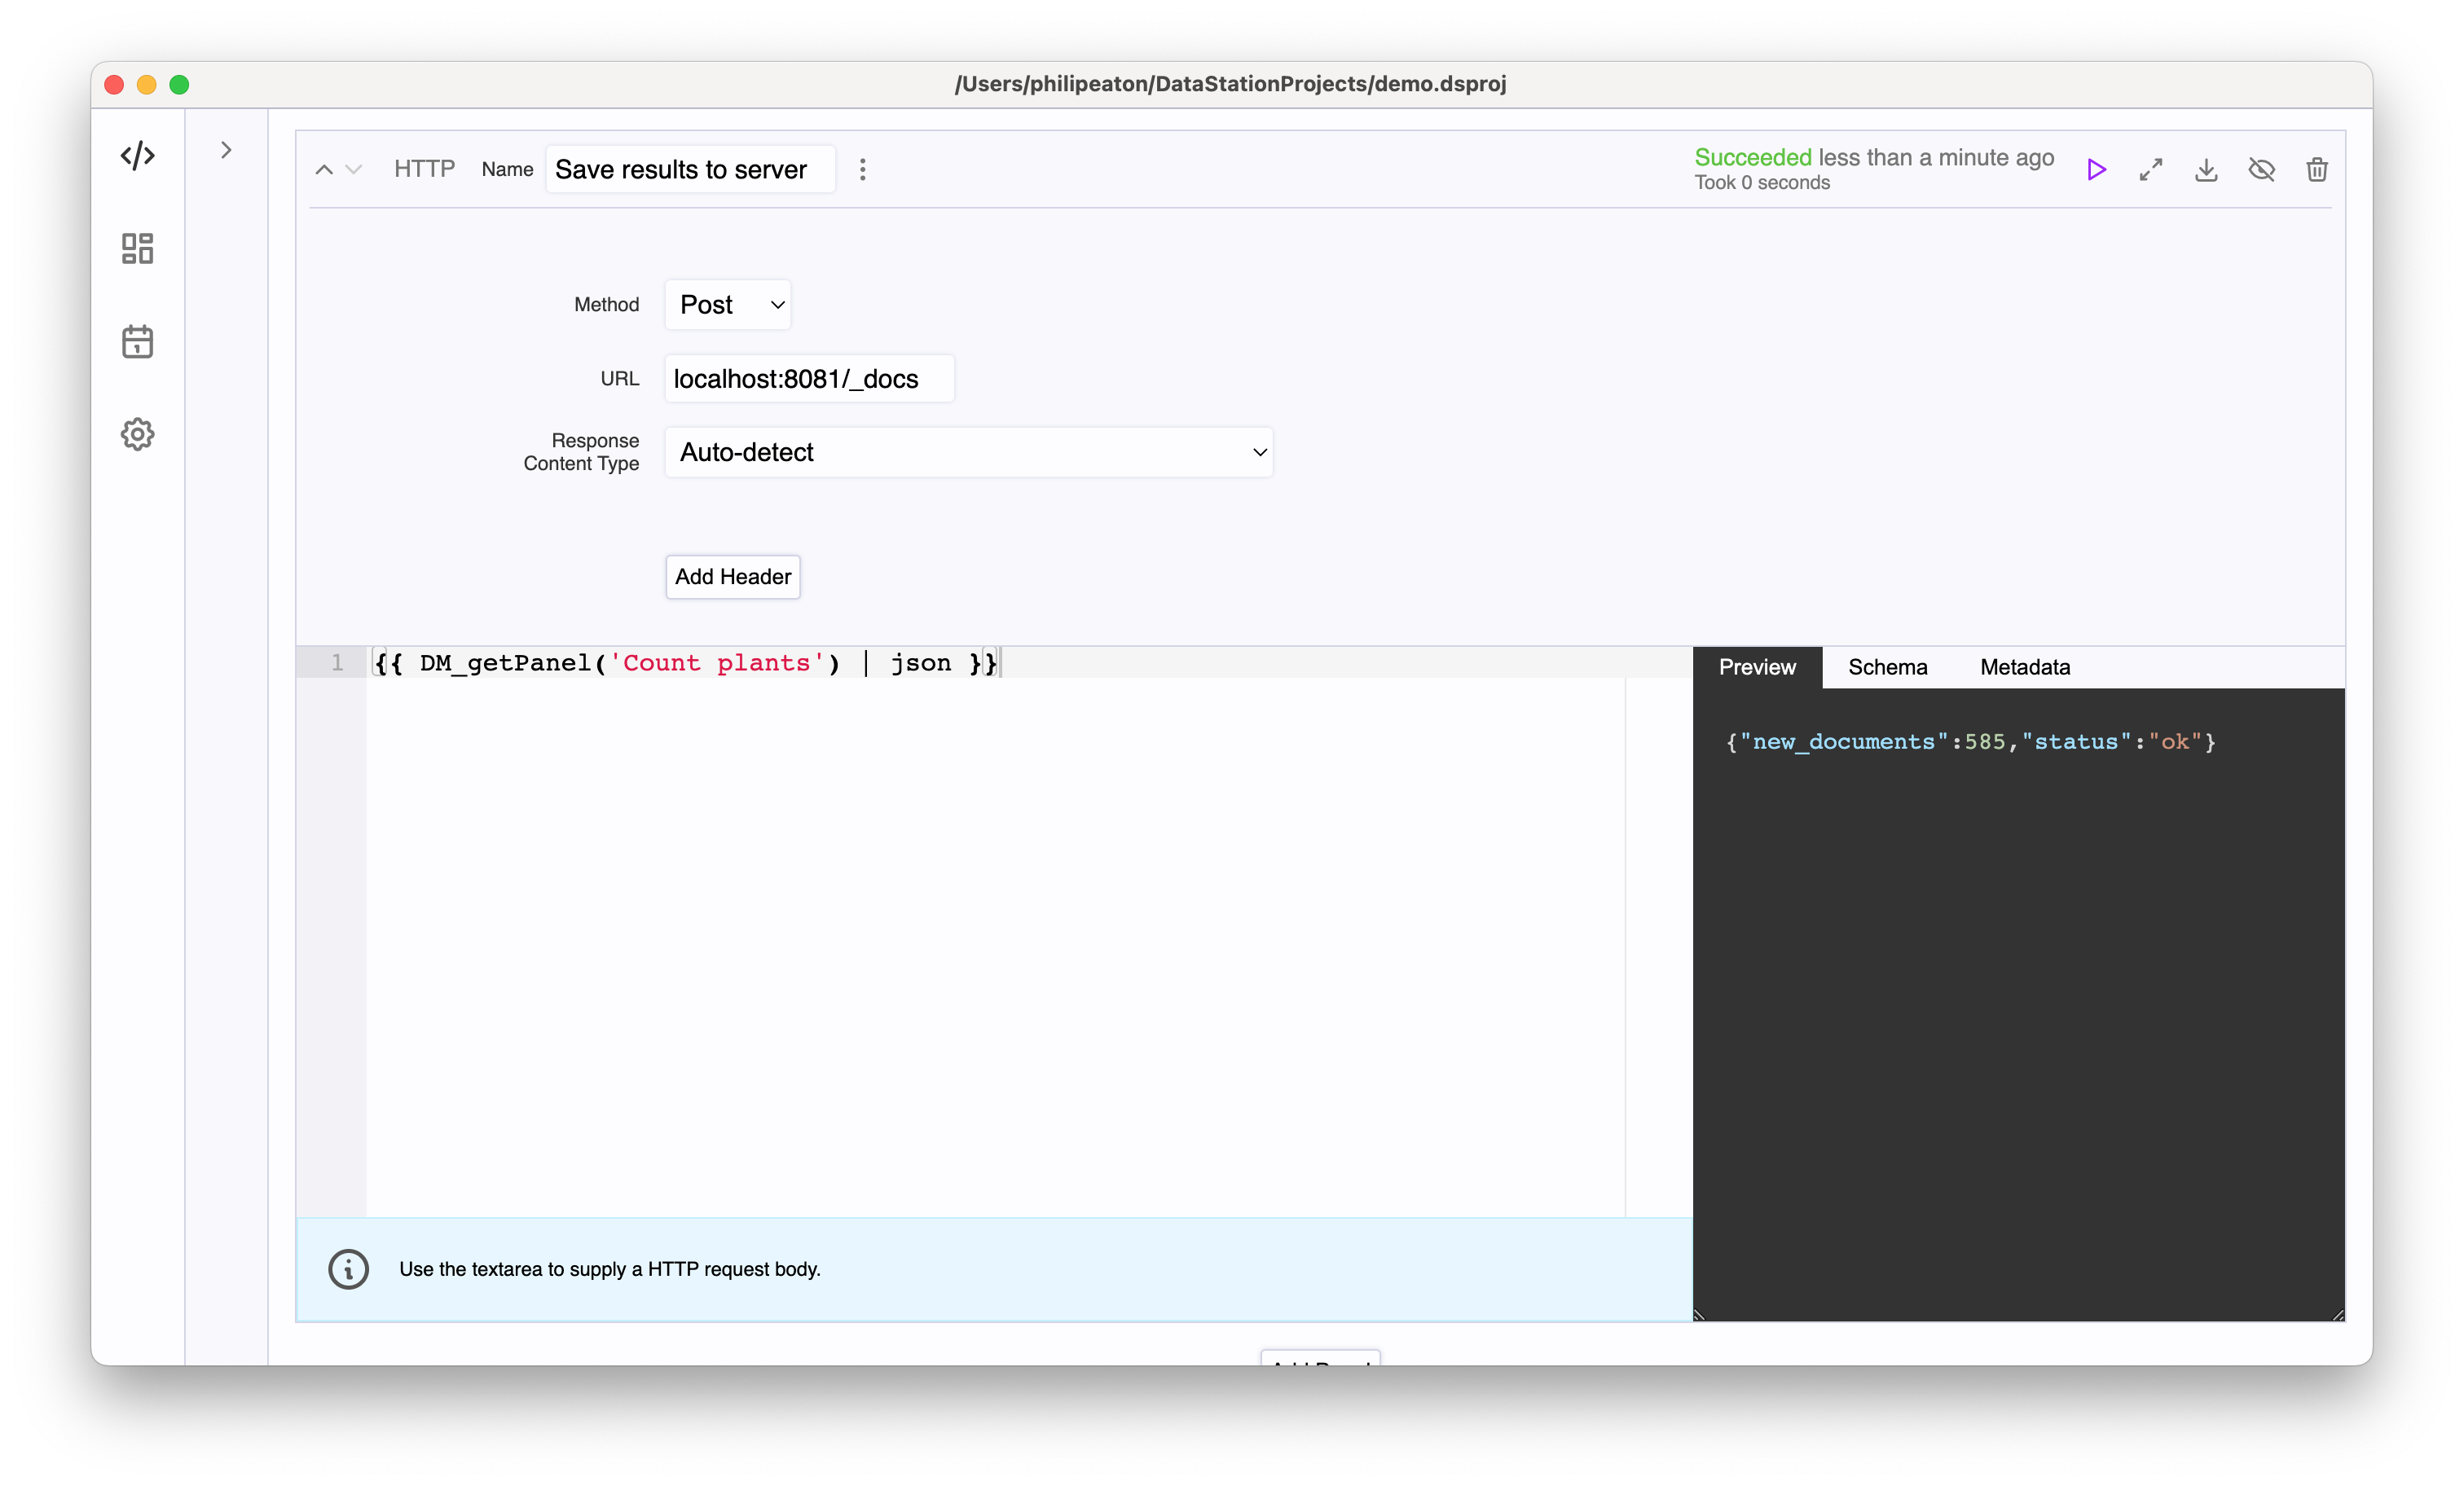 /Users/philipeaton/DataStationProjects/demo.dsproj
HTTP Name Save results to server
Succeeded less than a minute ago
Took 0 seconds
Method Post
URL localhost:8081/_docs
Response
Content Type
Auto-detect
Add Header
1 {{ DM_getPanel('Count plants') | json }}
Preview Schema Metadata
{"new_documents":585,"status":"ok"}
Use the textarea to supply a HTTP request body.